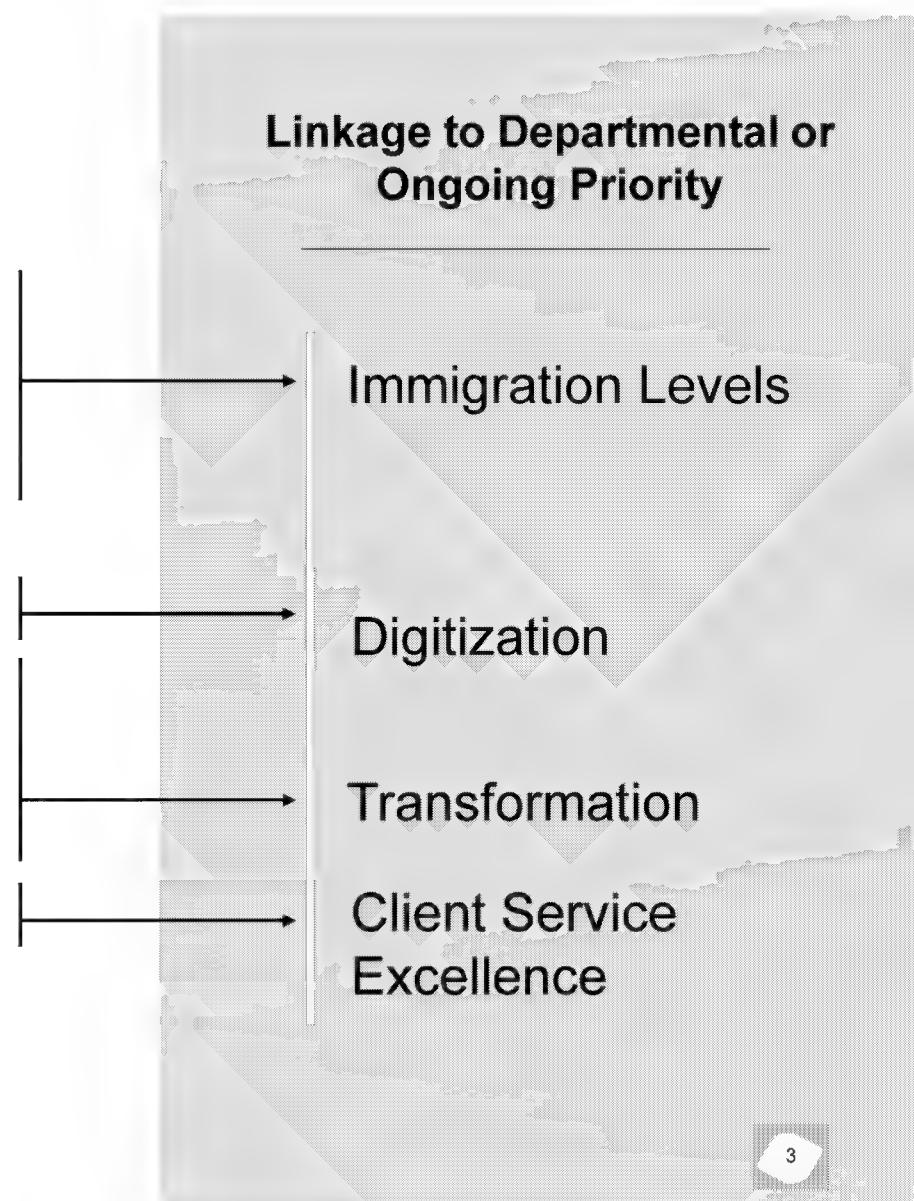 Linkage to Departmental or
Ongoing Priority
Immigration Levels
Digitization
Transformation
Client Service
Excellence
3